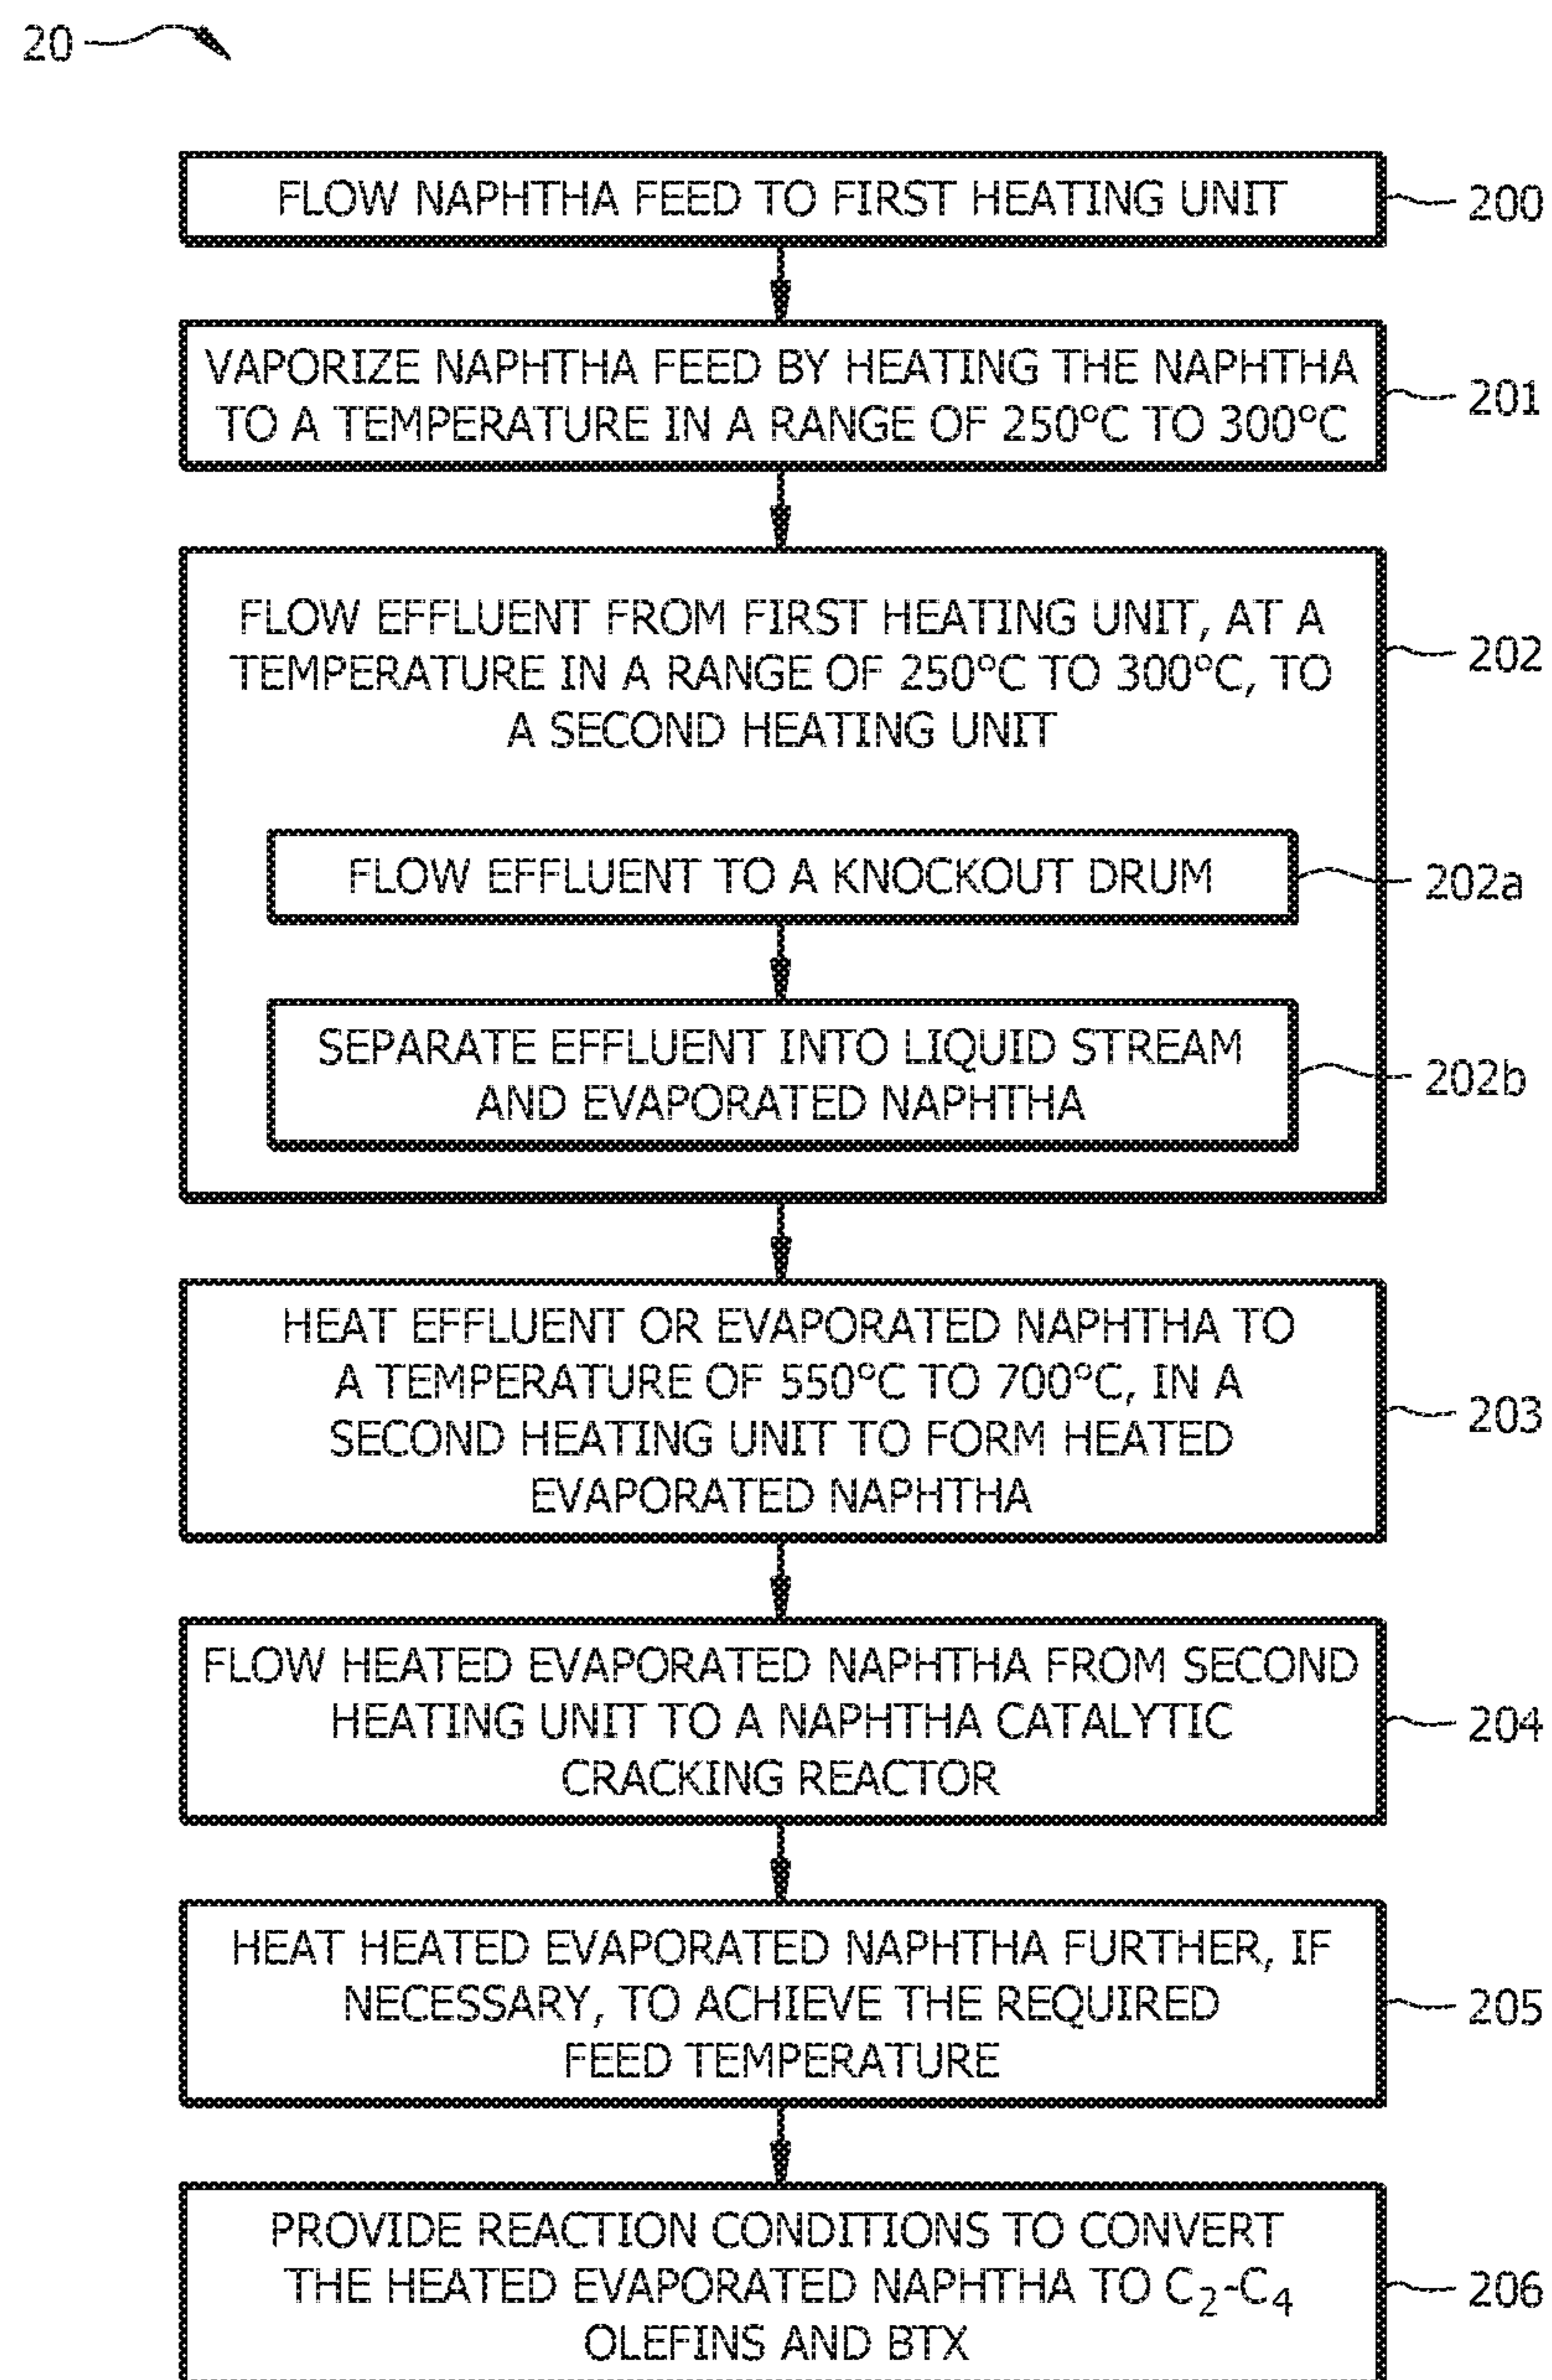 20
FLOW NAPHTHA FEED TO FIRST HEATING UNIT
200
VAPORIZE NAPHTHA FEED BY HEATING THE NAPHTHA
TO A TEMPERATURE IN A RANGE OF 250°C TO 300°C
201
FLOW EFFLUENT FROM FIRST HEATING UNIT, AT A
TEMPERATURE IN A RANGE OF 250°C TO 300°C, TO
A SECOND HEATING UNIT
202
FLOW EFFLUENT TO A KNOCKOUT DRUM
202a
SEPARATE EFFLUENT INTO LIQUID STREAM
AND EVAPORATED NAPHTHA
202b
HEAT EFFLUENT OR EVAPORATED NAPHTHA TO
A TEMPERATURE OF 550°C TO 700°C, IN A
SECOND HEATING UNIT TO FORM HEATED
EVAPORATED NAPHTHA
203
FLOW HEATED EVAPORATED NAPHTHA FROM SECOND
HEATING UNIT TO A NAPHTHA CATALYTIC
CRACKING REACTOR
204
HEAT HEATED EVAPORATED NAPHTHA FURTHER, IF
NECESSARY, TO ACHIEVE THE REQUIRED
FEED TEMPERATURE
205
PROVIDE REACTION CONDITIONS TO CONVERT
THE HEATED EVAPORATED NAPHTHA TO C₂-C₄
OLEFINS AND BTX
206